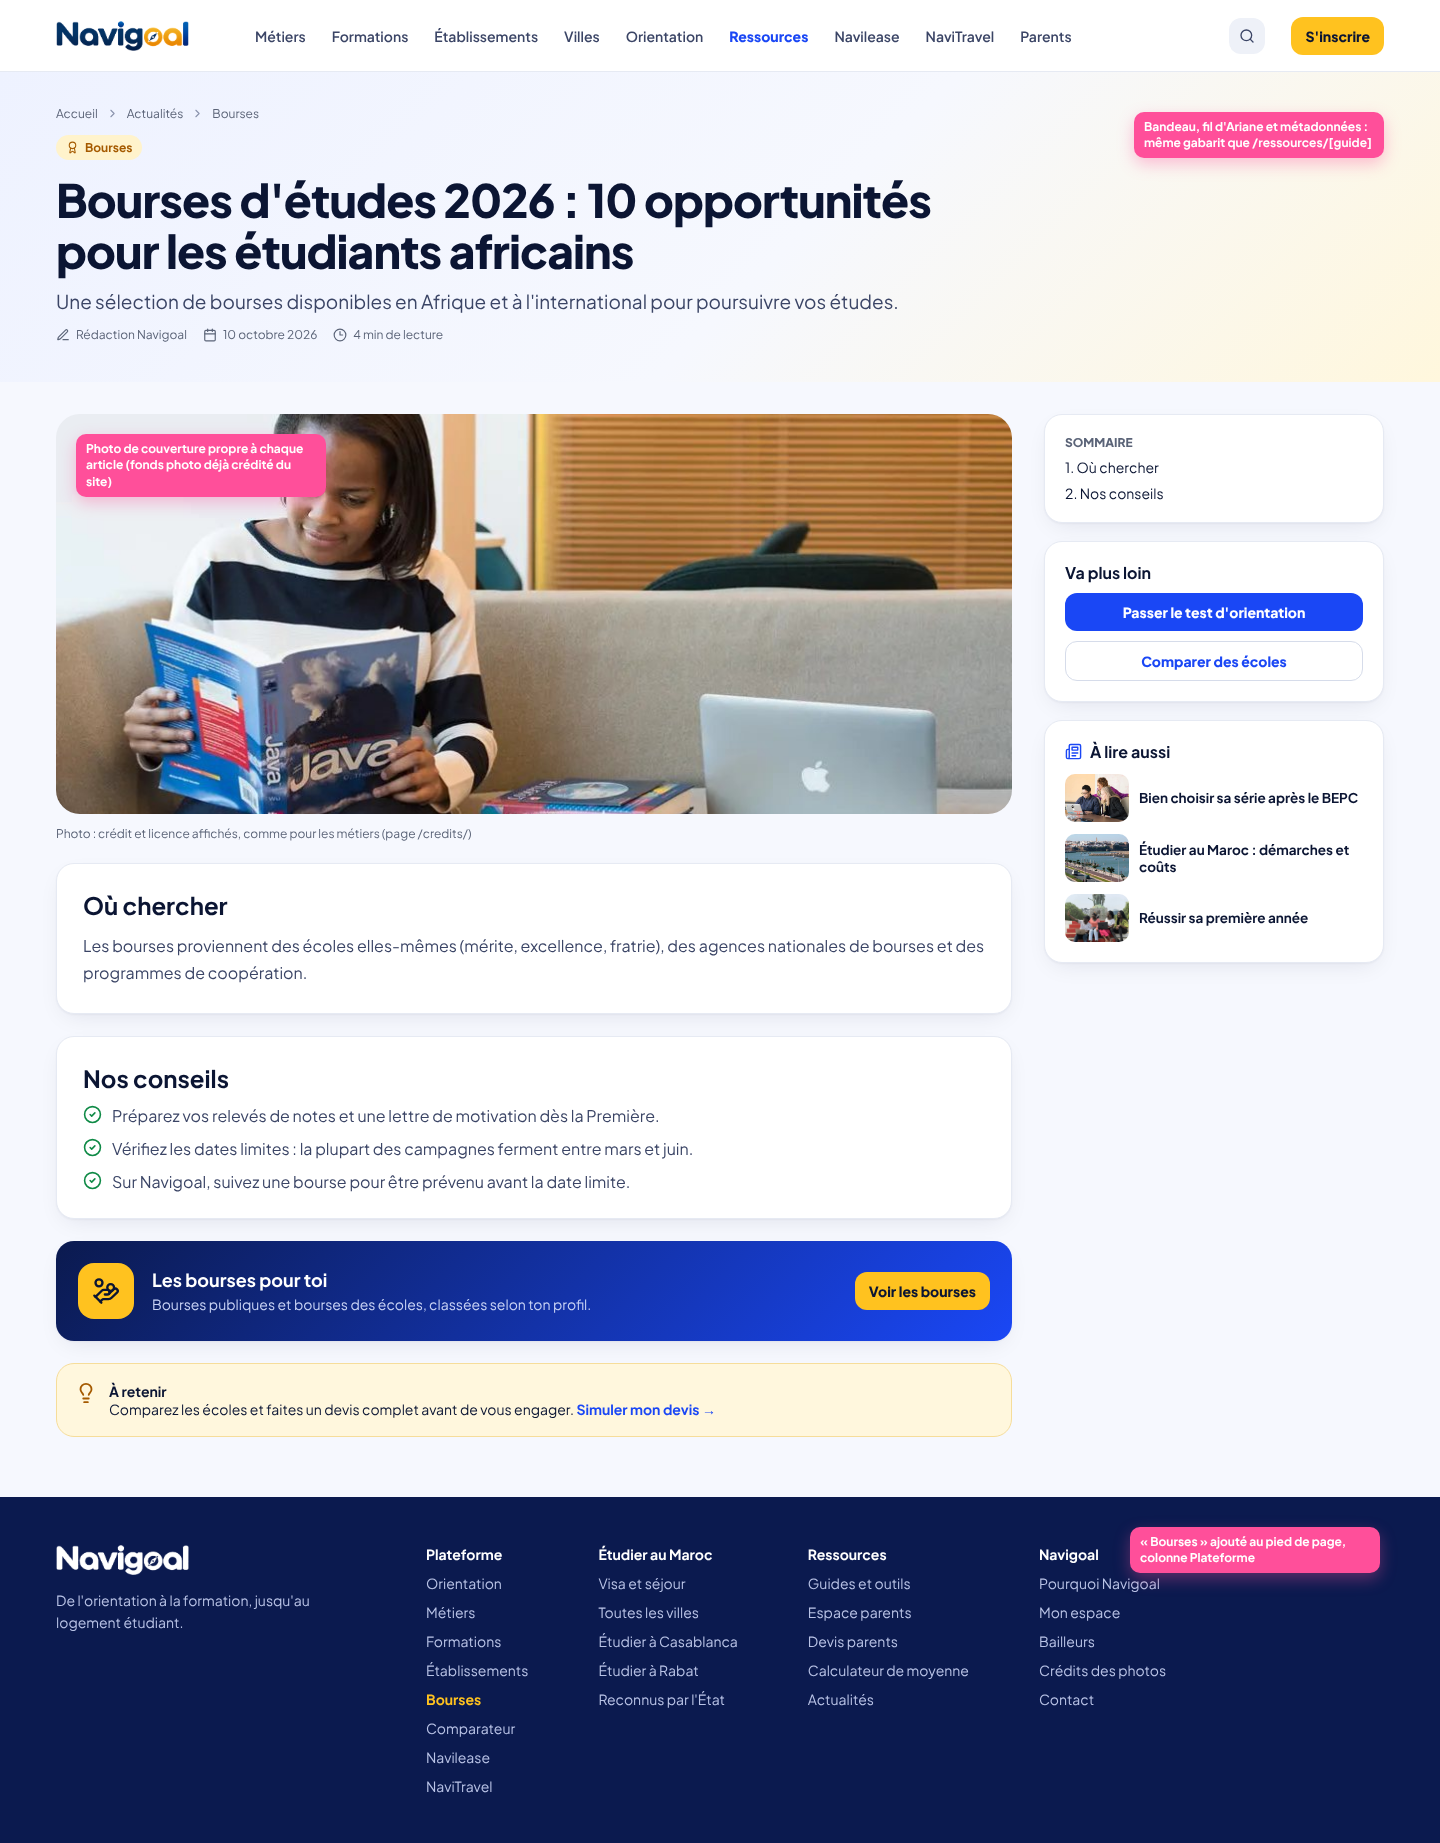 Navigoal
Métiers
Formations
Établissements
Villes
Orientation
Ressources
Navilease
NaviTravel
Parents
S'inscrire
Accueil > Actualités > Bourses
Bourses
Bandeau, fil d'Ariane et métadonnées :
même gabarit que /ressources/[guide]
Bourses d'études 2026 : 10 opportunités
pour les étudiants africains
Une sélection de bourses disponibles en Afrique et à l'international pour poursuivre vos études.
Rédaction Navigoal
10 octobre 2026
4 min de lecture
Photo de couverture propre à chaque
article (fonds photo déjà crédité du
site)
Java
Java
Photo : crédit et licence affichés, comme pour les métiers (page /credits/)
Où chercher
Les bourses proviennent des écoles elles-mêmes (mérite, excellence, fratrie), des agences nationales de bourses et des
programmes de coopération.
Nos conseils
Préparez vos relevés de notes et une lettre de motivation dès la Première.
Vérifiez les dates limites : la plupart des campagnes ferment entre mars et juin.
Sur Navigoal, suivez une bourse pour être prévenu avant la date limite.
Les bourses pour toi
Bourses publiques et bourses des écoles, classées selon ton profil.
Voir les bourses
À retenir
Comparez les écoles et faites un devis complet avant de vous engager. Simuler mon devis →
SOMMAIRE
1. Où chercher
2. Nos conseils
Va plus loin
Passer le test d'orientation
Comparer des écoles
À lire aussi
Bien choisir sa série après le BEPC
Étudier au Maroc : démarches et
coûts
Réussir sa première année
Navigoal
De l'orientation à la formation, jusqu'au
logement étudiant.
Plateforme
Orientation
Métiers
Formations
Établissements
Bourses
Comparateur
Navilease
NaviTravel
Étudier au Maroc
Visa et séjour
Toutes les villes
Étudier à Casablanca
Étudier à Rabat
Reconnus par l'État
Ressources
Guides et outils
Espace parents
Devis parents
Calculateur de moyenne
Actualités
Navigoal
Pourquoi Navigoal
Mon espace
Bailleurs
Crédits des photos
Contact
« Bourses » ajouté au pied de page,
colonne Plateforme